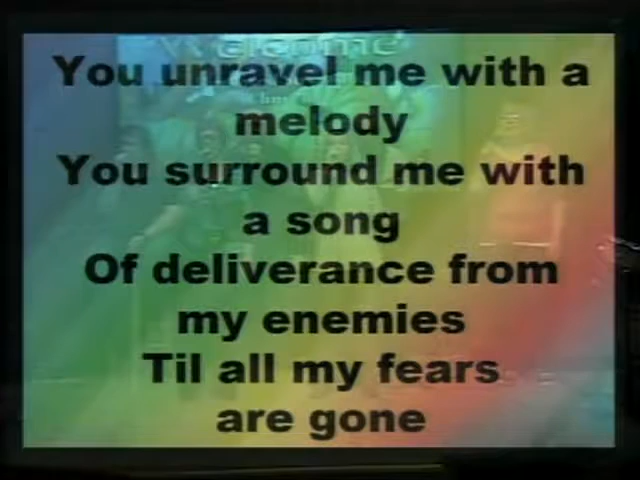 Welcome
You unravel me with a
melody
You surround me with
a song
Of deliverance from
my enemies
Til all my fears
are gone